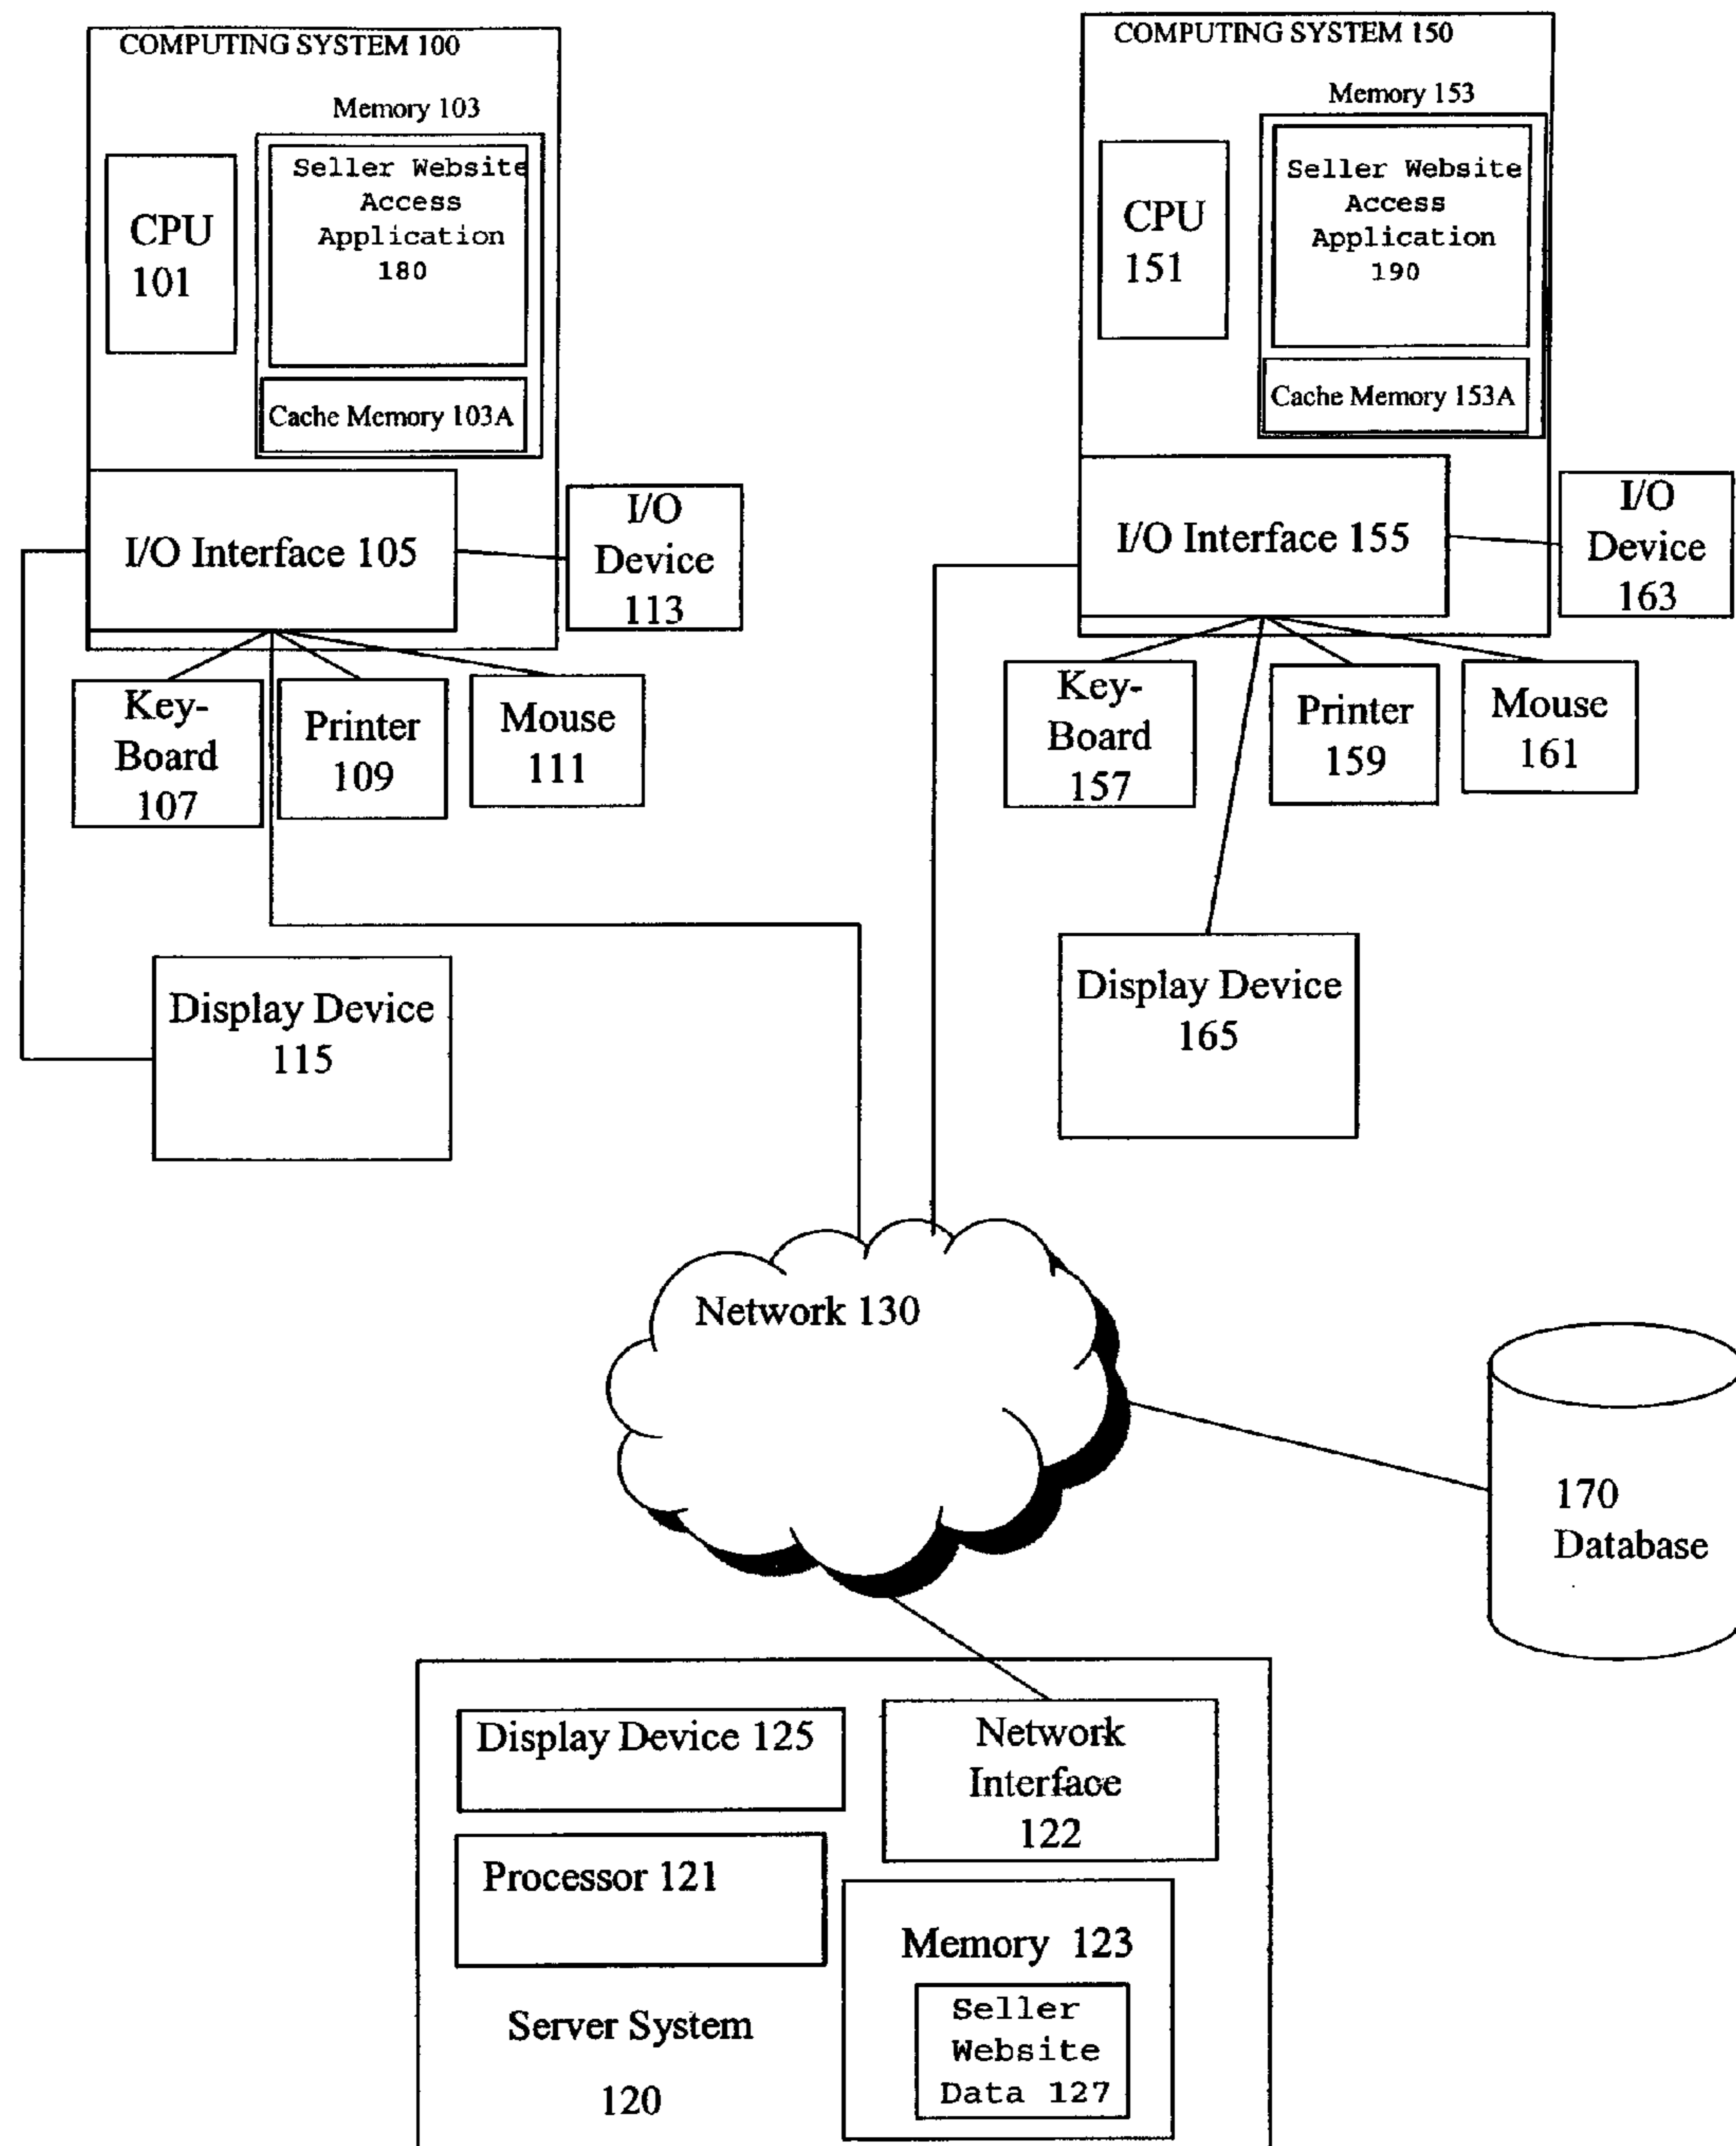 COMPUTING SYSTEM 100
Memory 103
CPU
101
Seller Website
Access
Application
180
Cache Memory 103A
I/O Interface 105
I/O
Device
113
Key-
Board
107
Printer
109
Mouse
111
Display Device
115
COMPUTING SYSTEM 150
Memory 153
CPU
151
Seller Website
Access
Application
190
Cache Memory 153A
I/O Interface 155
I/O
Device
163
Key-
Board
157
Printer
159
Mouse
161
Display Device
165
Network 130
170
Database
Display Device 125
Network
Interface
122
Processor 121
Memory 123
Seller
Website
Data 127
Server System
120